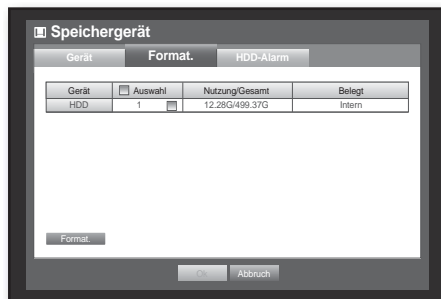 Speichergerät
Gerät Format. HDD-Alarm
Gerät Auswahl Nutzung/Gesamt Belegt
HDD 1 12.28G/499.37G Intern
Format.
Ok Abbruch